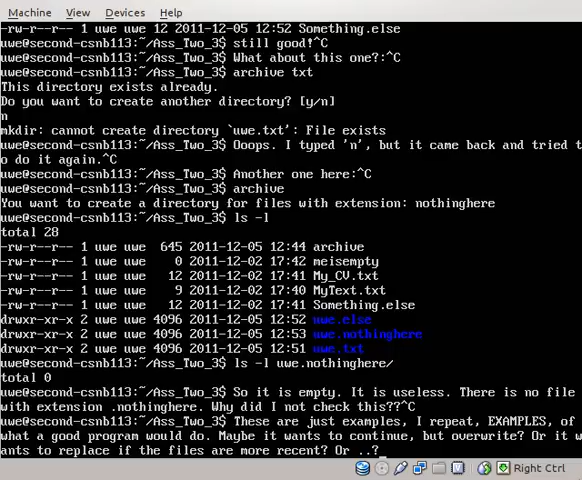 Machine View Devices Help
-rw-r--r-- 1 uwe uwe 12 2011-12-05 12:52 Something.else
uwe@second-csnb113:~/Ass_Two_3$ still good!^C
uwe@second-csnb113:~/Ass_Two_3$ What about this one?:^C
uwe@second-csnb113:~/Ass_Two_3$ archive txt
This directory exists already.
Do you want to create another directory? [y/n]
n
mkdir: cannot create directory `uwe.txt': File exists
uwe@second-csnb113:~/Ass_Two_3$ Ooops. I typed 'n', but it came back and tried t
o do it again.^C
uwe@second-csnb113:~/Ass_Two_3$ Another one here:^C
uwe@second-csnb113:~/Ass_Two_3$ archive
You want to create a directory for files with extension: nothinghere
uwe@second-csnb113:~/Ass_Two_3$ ls -l
total 28
-rw-r--r-- 1 uwe uwe  645 2011-12-05 12:44 archive
-rw-r--r-- 1 uwe uwe    0 2011-12-02 17:42 meisempty
-rw-r--r-- 1 uwe uwe   12 2011-12-02 17:41 My_CV.txt
-rw-r--r-- 1 uwe uwe    9 2011-12-02 17:40 MyText.txt
-rw-r--r-- 1 uwe uwe   12 2011-12-02 17:41 Something.else
drwxr-xr-x 2 uwe uwe 4096 2011-12-05 12:52 uwe.else
drwxr-xr-x 2 uwe uwe 4096 2011-12-05 12:53 uwe.nothinghere
drwxr-xr-x 2 uwe uwe 4096 2011-12-05 12:51 uwe.txt
uwe@second-csnb113:~/Ass_Two_3$ ls -l uwe.nothinghere/
total 0
uwe@second-csnb113:~/Ass_Two_3$ So it is empty. It is useless. There is no file
with extension .nothinghere. Why did I not check this??^C
uwe@second-csnb113:~/Ass_Two_3$ These are just examples, I repeat, EXAMPLES, of
what a good program would do. Maybe it wants to continue, but overwrite? Or it w
ants to replace if the files are more recent? Or ..?
Right Ctrl